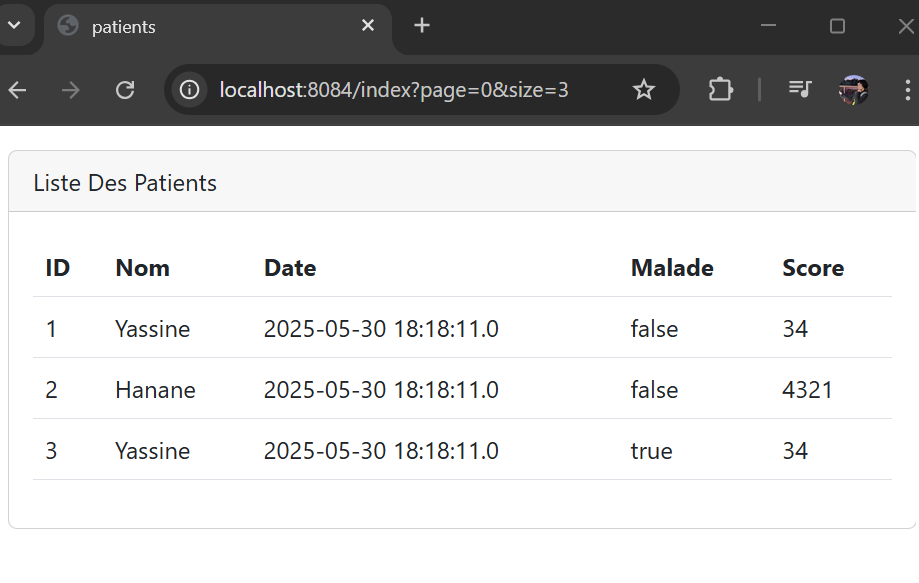 patients
localhost:8084/index?page=0&size=3
Liste Des Patients
ID Nom Date Malade Score
1 Yassine 2025-05-30 18:18:11.0 false 34
2 Hanane 2025-05-30 18:18:11.0 false 4321
3 Yassine 2025-05-30 18:18:11.0 true 34